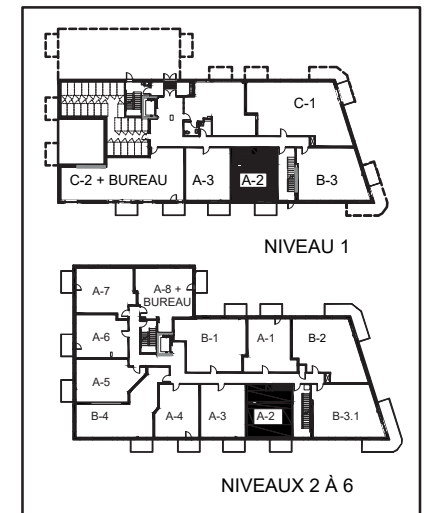 C-1
C-2 + BUREAU
A-3
A-2
B-3
NIVEAU 1
A-7
A-8 +
BUREAU
A-6
B-1
A-1
B-2
A-5
B-4
A-4
A-3
A-2
B-3.1
NIVEAUX 2 À 6